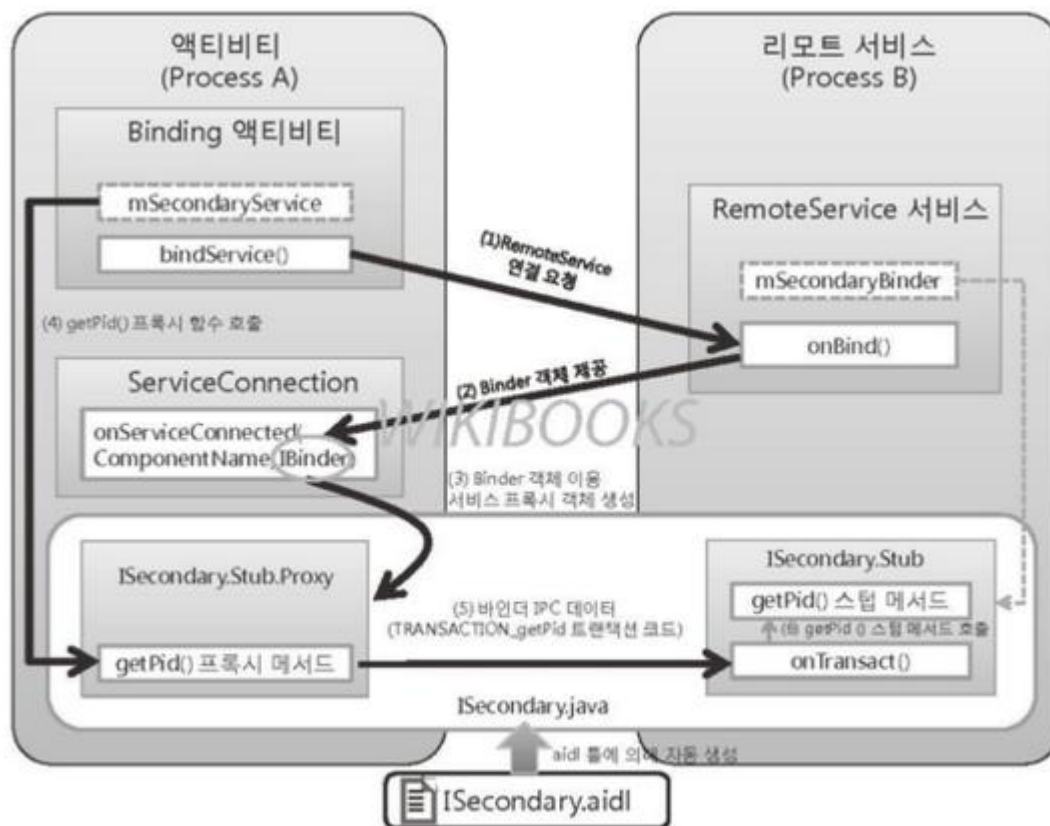 액티비티
(Process A)
Binding 액티비티
mSecondaryService
bindService()
(4) getPid() 프록시 함수 호출
ServiceConnection
onServiceConnected(
ComponentName, IBinder)
리모트 서비스
(Process B)
RemoteService 서비스
mSecondaryBinder
onBind()
(1)RemoteService
연결 요청
(2) Binder 객체 제공
WIKIBOOKS
(3) Binder 객체 이용
서비스 프록시 객체 생성
ISecondary.Stub.Proxy
getPid() 프록시 메서드
(5) 바인더 IPC 데이터
(TRANSACTION_getPid 트랜잭션 코드)
ISecondary.Stub
getPid() 스텁 메서드
(6) getPid () 스텁 메서드 호출
onTransact()
ISecondary.java
aidl 툴에 의해 자동 생성
ISecondary.aidl